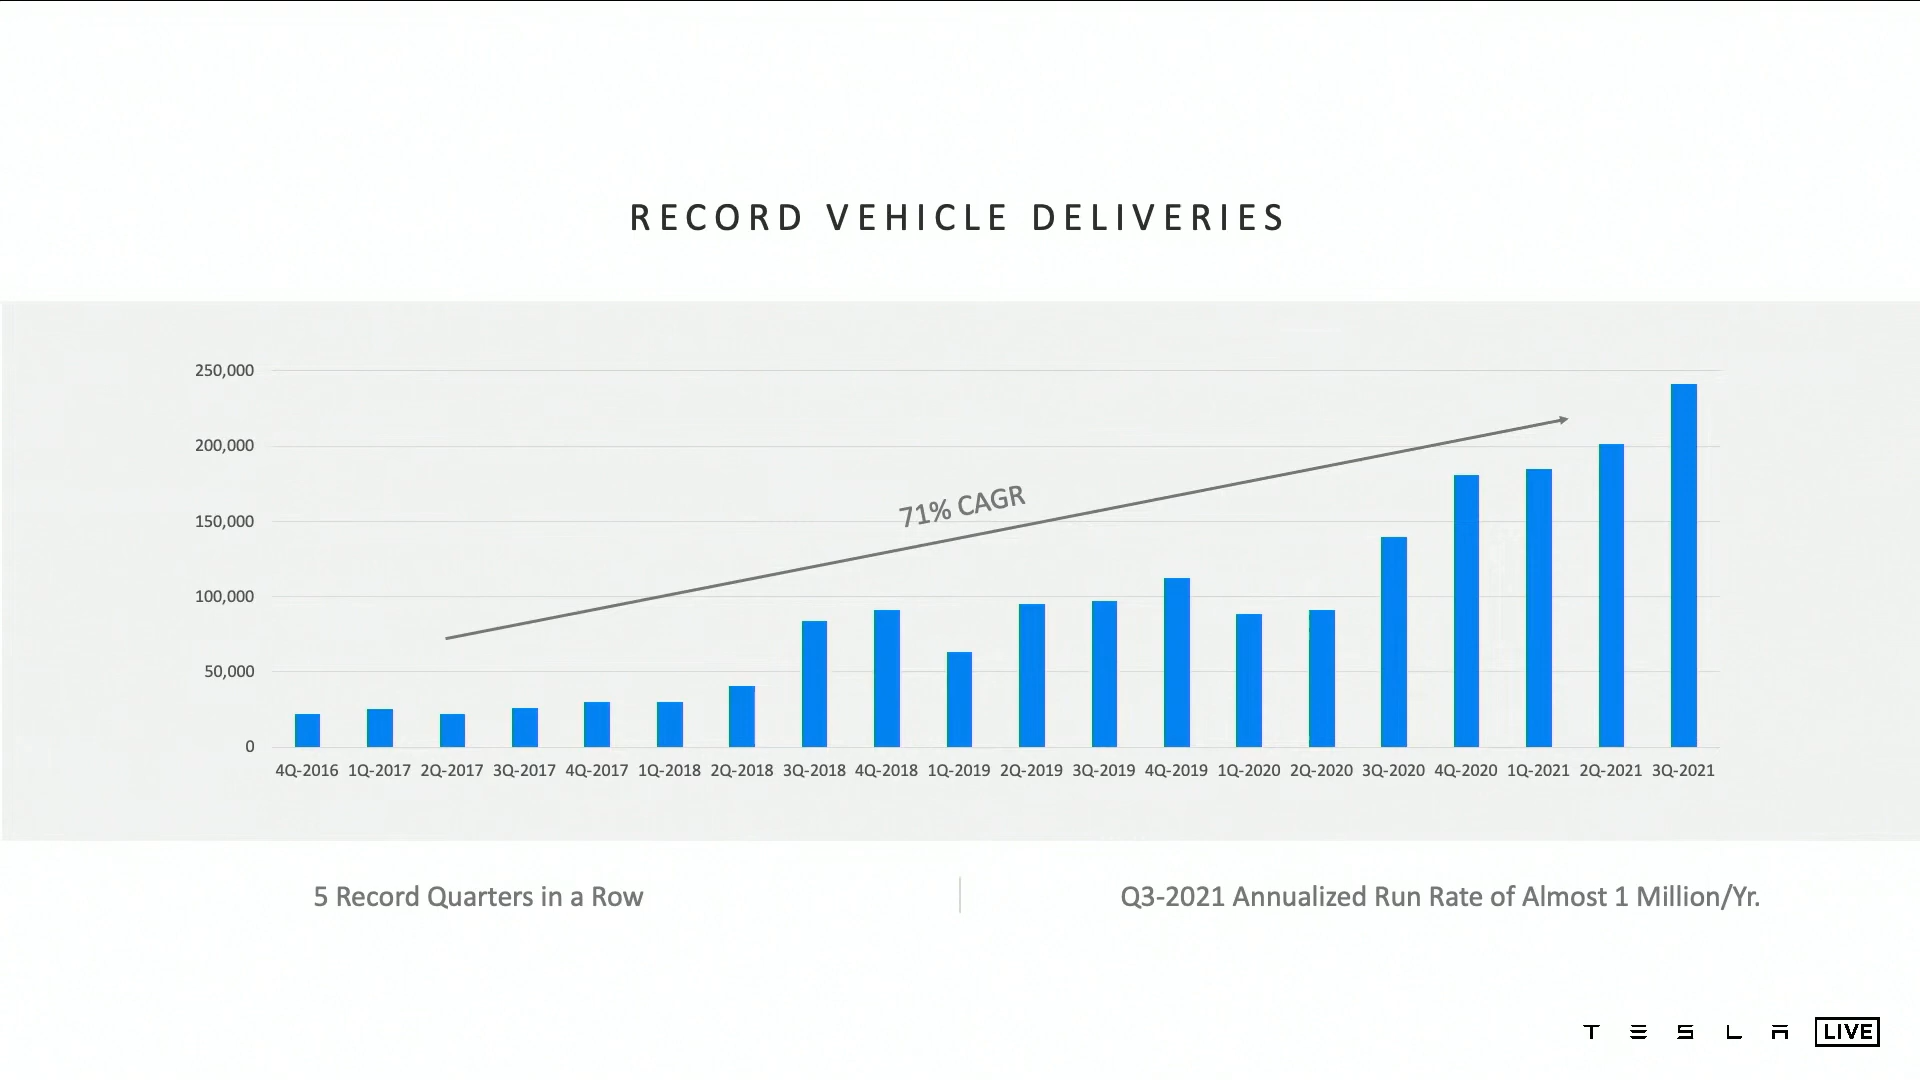 RECORD VEHICLE DELIVERIES
250,000
200,000
150,000
100,000
50,000
0
71% CAGR
4Q-2016 1Q-2017 2Q-2017 3Q-2017 4Q-2017 1Q-2018 2Q-2018 3Q-2018 4Q-2018 1Q-2019 2Q-2019 3Q-2019 4Q-2019 1Q-2020 2Q-2020 3Q-2020 4Q-2020 1Q-2021 2Q-2021 3Q-2021
5 Record Quarters in a Row
Q3-2021 Annualized Run Rate of Almost 1 Million/Yr.
TESLA LIVE